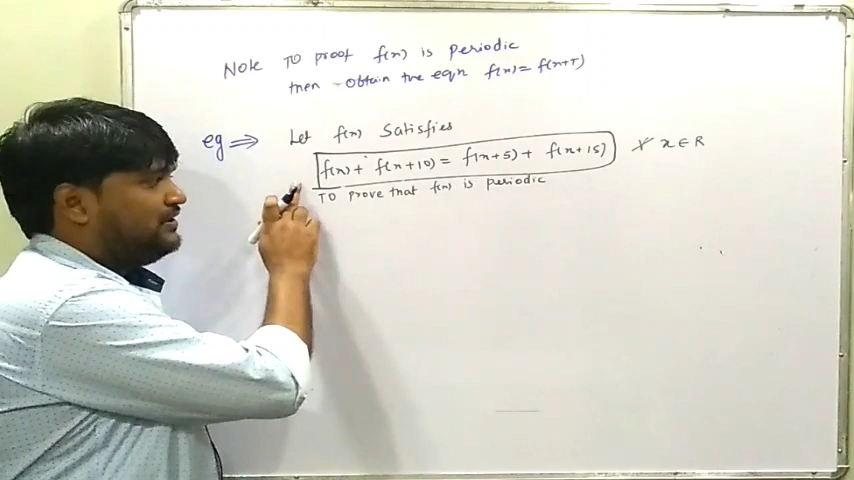 Note TO proof f(x) is periodic
then obtain the eqn f(x) = f(x+T)
eg ⇒ Let f(x) Satisfies
f(x) + f(x+10) = f(x+5) + f(x+15) ∀ x ∈ R
TO prove that f(x) is periodic